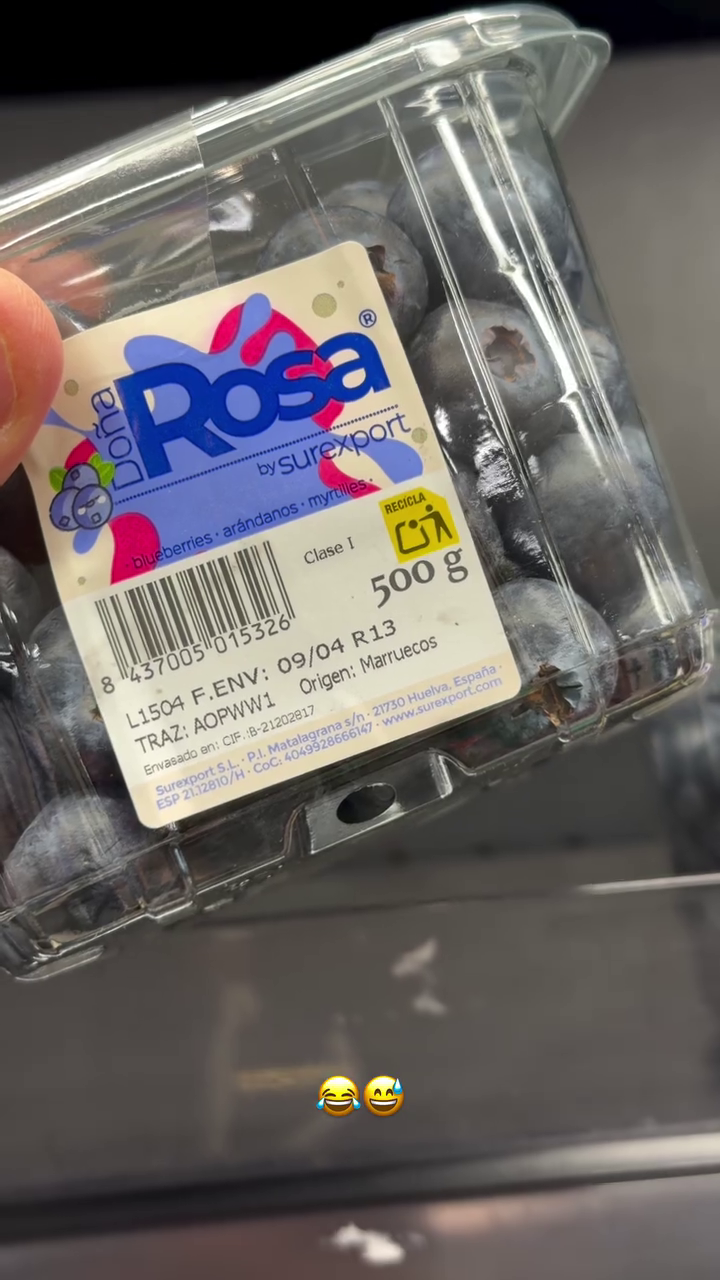 Doña
Rosa®
by surexport
blueberries · arándanos · myrtilles ·
RECICLA
Clase I
500 g
8 437005 015326
L1504 F.ENV: 09/04 R13
TRAZ: AOPWW1 Origen: Marruecos
Envasado en: CIF.:B-21202817
Surexport S.L. · P.I. Matalagrana s/n · 21730 Huelva, España ·
ESP 21.12810/H · CoC: 4049928666147 · www.surexport.com
😂😅